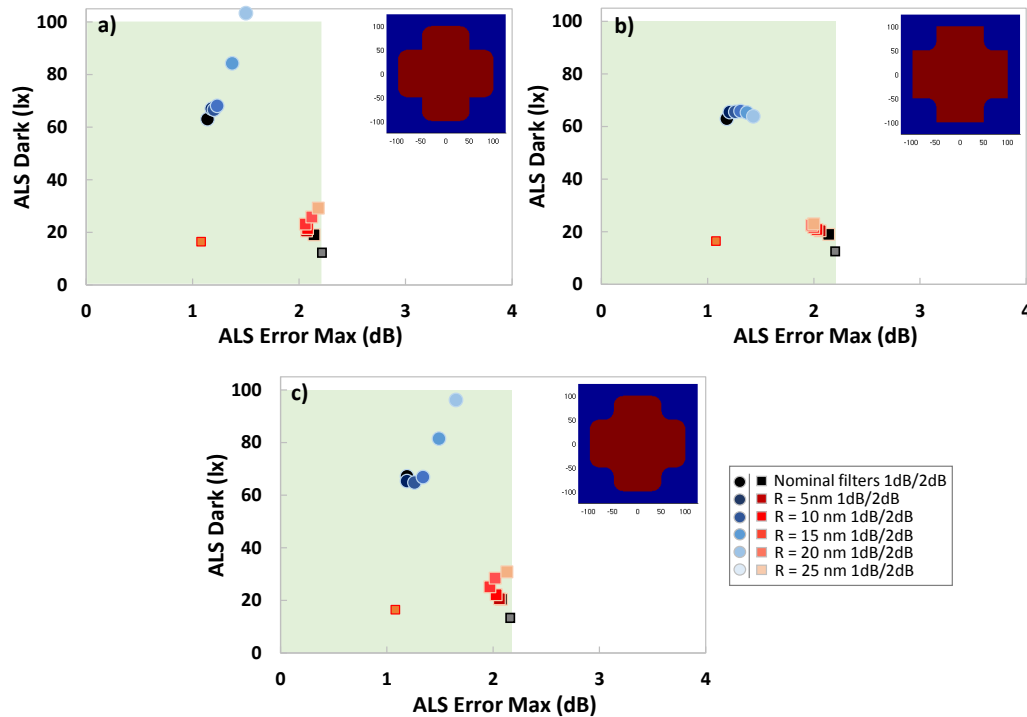 a)
100
80
60
40
20
0
ALS Dark (lx)
0 1 2 3 4
ALS Error Max (dB)
100
50
0
-50
-100
-100 -50 0 50 100
b)
100
80
60
40
20
0
ALS Dark (lx)
0 1 2 3 4
ALS Error Max (dB)
100
50
0
-50
-100
-100 -50 0 50 100
c)
100
80
60
40
20
0
ALS Dark (lx)
0 1 2 3 4
ALS Error Max (dB)
100
50
0
-50
-100
-100 -50 0 50 100
Nominal filters 1dB/2dB
R = 5nm 1dB/2dB
R = 10 nm 1dB/2dB
R = 15 nm 1dB/2dB
R = 20 nm 1dB/2dB
R = 25 nm 1dB/2dB